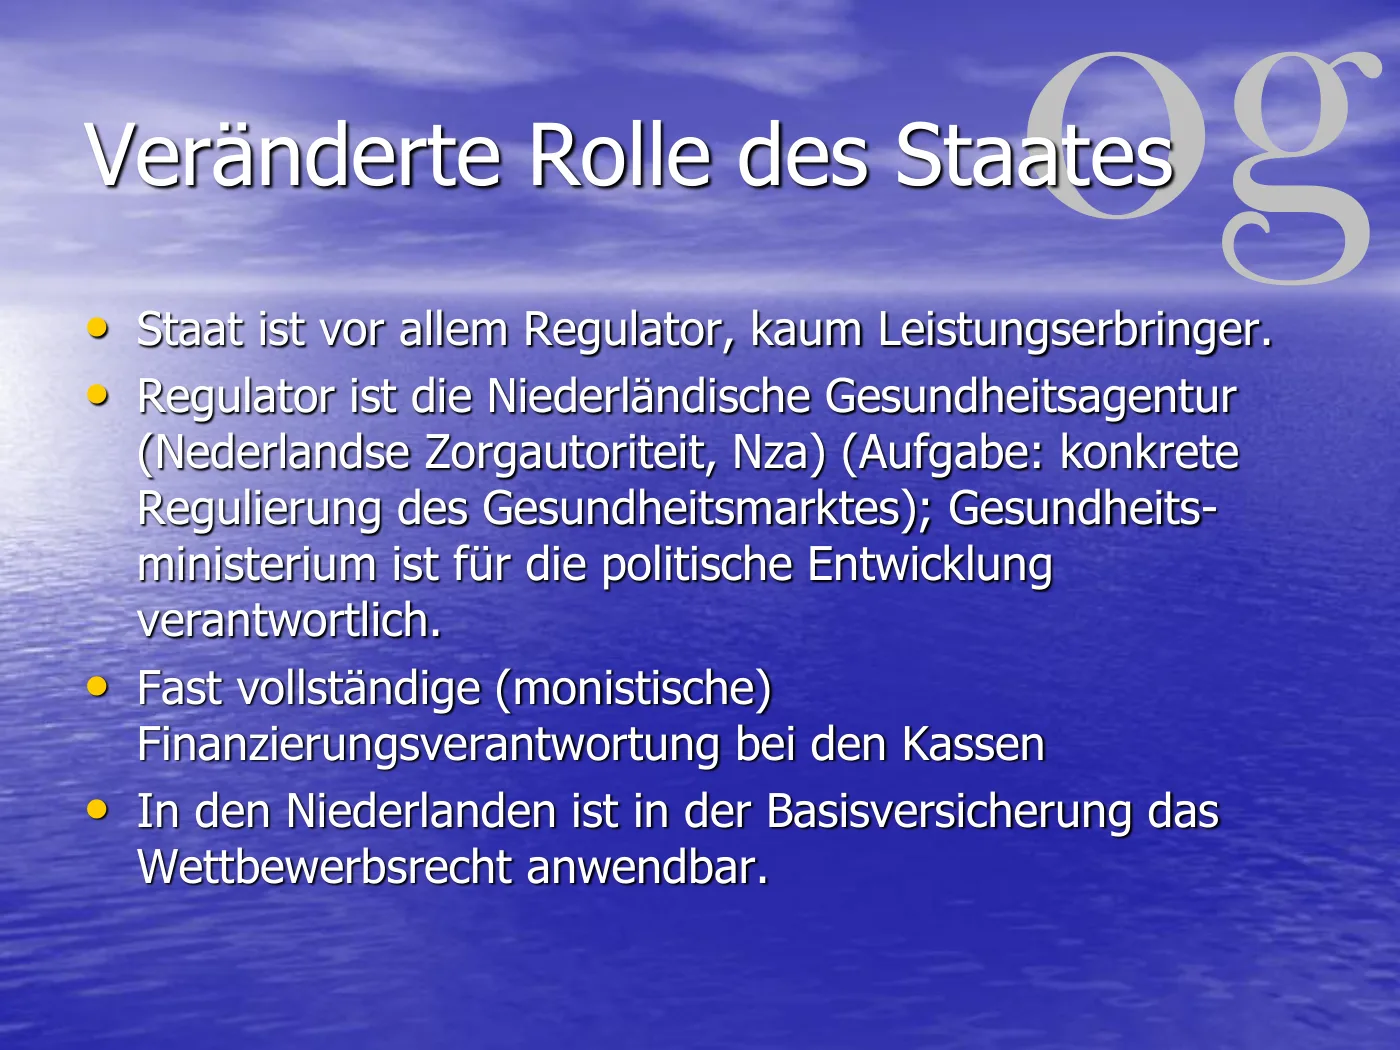 og
Veränderte Rolle des Staates
• Staat ist vor allem Regulator, kaum Leistungserbringer.
• Regulator ist die Niederländische Gesundheitsagentur
(Nederlandse Zorgautoriteit, Nza) (Aufgabe: konkrete
Regulierung des Gesundheitsmarktes); Gesundheits-
ministerium ist für die politische Entwicklung
verantwortlich.
• Fast vollständige (monistische)
Finanzierungsverantwortung bei den Kassen
• In den Niederlanden ist in der Basisversicherung das
Wettbewerbsrecht anwendbar.